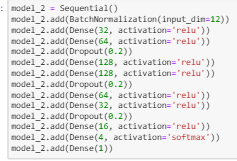 : model_2 = Sequential()
model_2.add(BatchNormalization(input_dim=12))
model_2.add(Dense(32, activation='relu'))
model_2.add(Dense(64, activation='relu'))
model_2.add(Dropout(0.2))
model_2.add(Dense(128, activation='relu'))
model_2.add(Dense(128, activation='relu'))
model_2.add(Dropout(0.2))
model_2.add(Dense(64, activation='relu'))
model_2.add(Dense(32, activation='relu'))
model_2.add(Dropout(0.2))
model_2.add(Dense(16, activation='relu'))
model_2.add(Dense(4, activation='softmax'))
model_2.add(Dense(1))